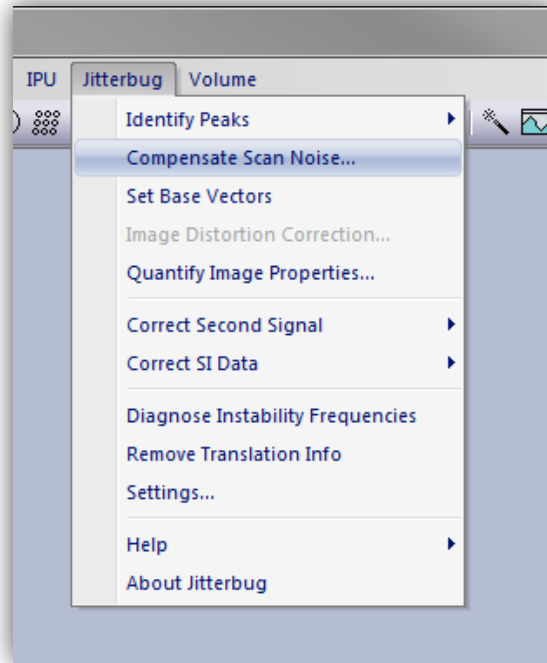 IPU Jitterbug Volume
Identify Peaks
Compensate Scan Noise...
Set Base Vectors
Image Distortion Correction...
Quantify Image Properties...
Correct Second Signal
Correct SI Data
Diagnose Instability Frequencies
Remove Translation Info
Settings...
Help
About Jitterbug